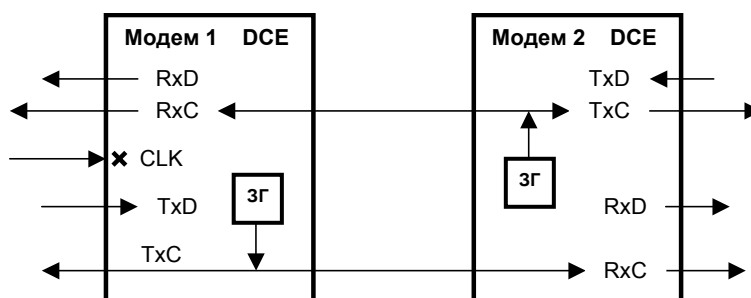 Модем 1 DCE
RxD
RxC
CLK
TxD
ЗГ
TxC
Модем 2 DCE
TxD
TxC
ЗГ
RxD
RxC